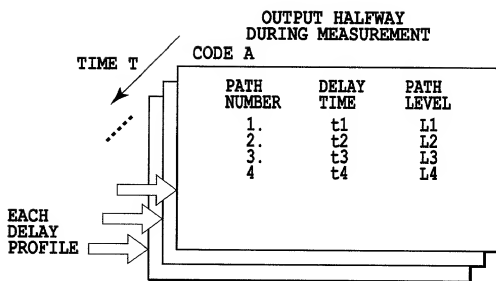 OUTPUT HALFWAY
DURING MEASUREMENT
TIME T
CODE A
PATH NUMBER DELAY TIME PATH LEVEL
1. t1 L1
2. t2 L2
3. t3 L3
4 t4 L4
EACH
DELAY
PROFILE